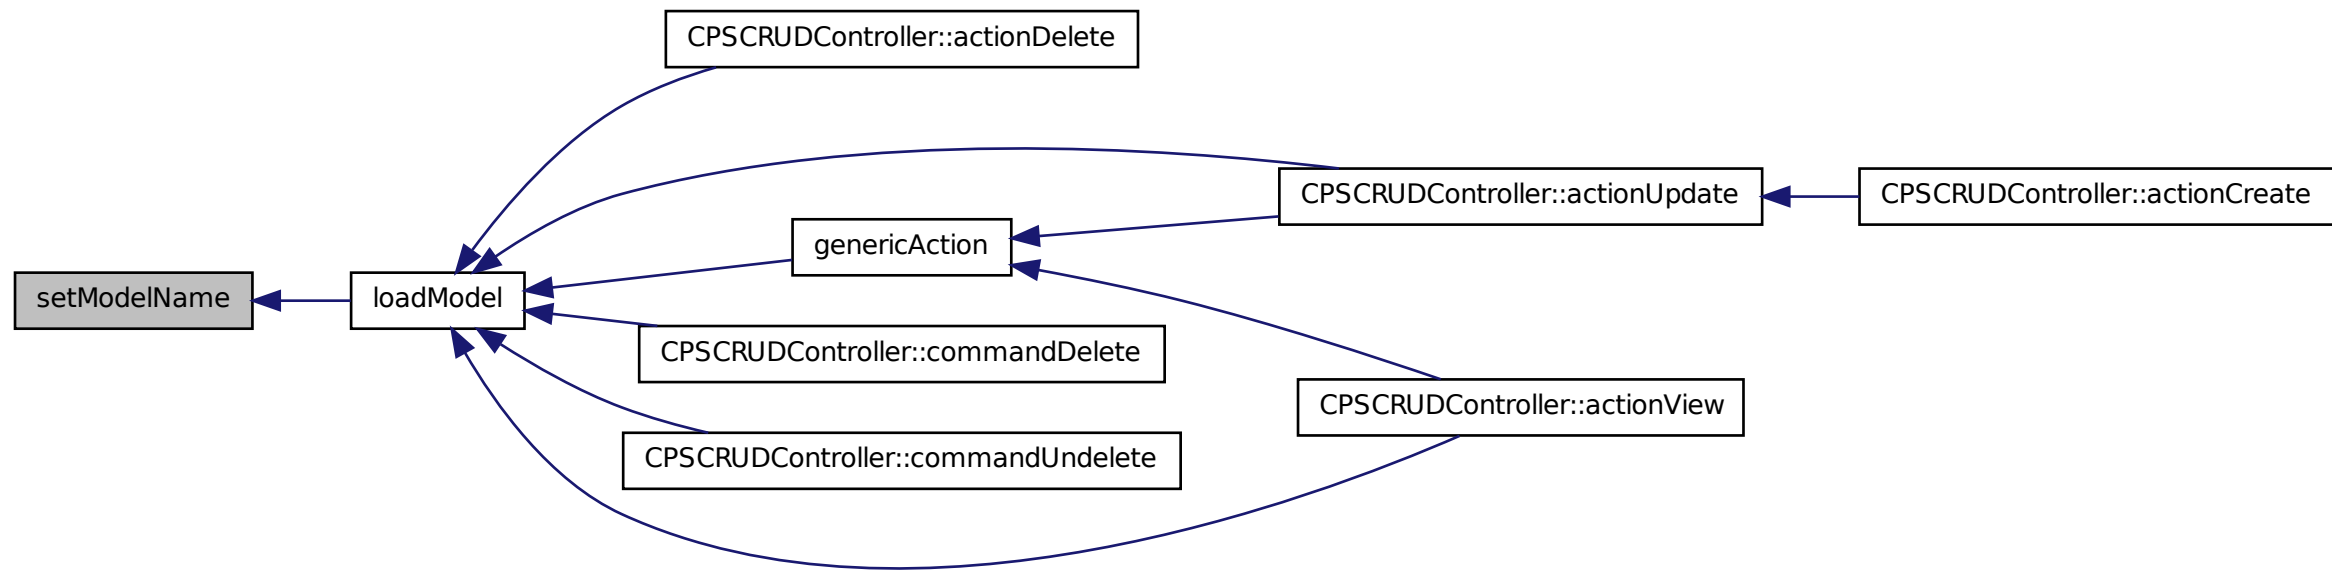 CPSCRUDController::actionDelete
CPSCRUDController::actionUpdate
CPSCRUDController::actionCreate
genericAction
setModelName
loadModel
CPSCRUDController::commandDelete
CPSCRUDController::actionView
CPSCRUDController::commandUndelete